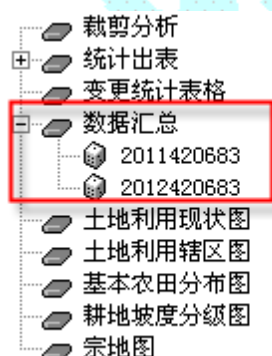 裁剪分析
统计出表
变更统计表格
数据汇总
2011420683
2012420683
土地利用现状图
土地利用辖区图
基本农田分布图
耕地坡度分级图
宗地图